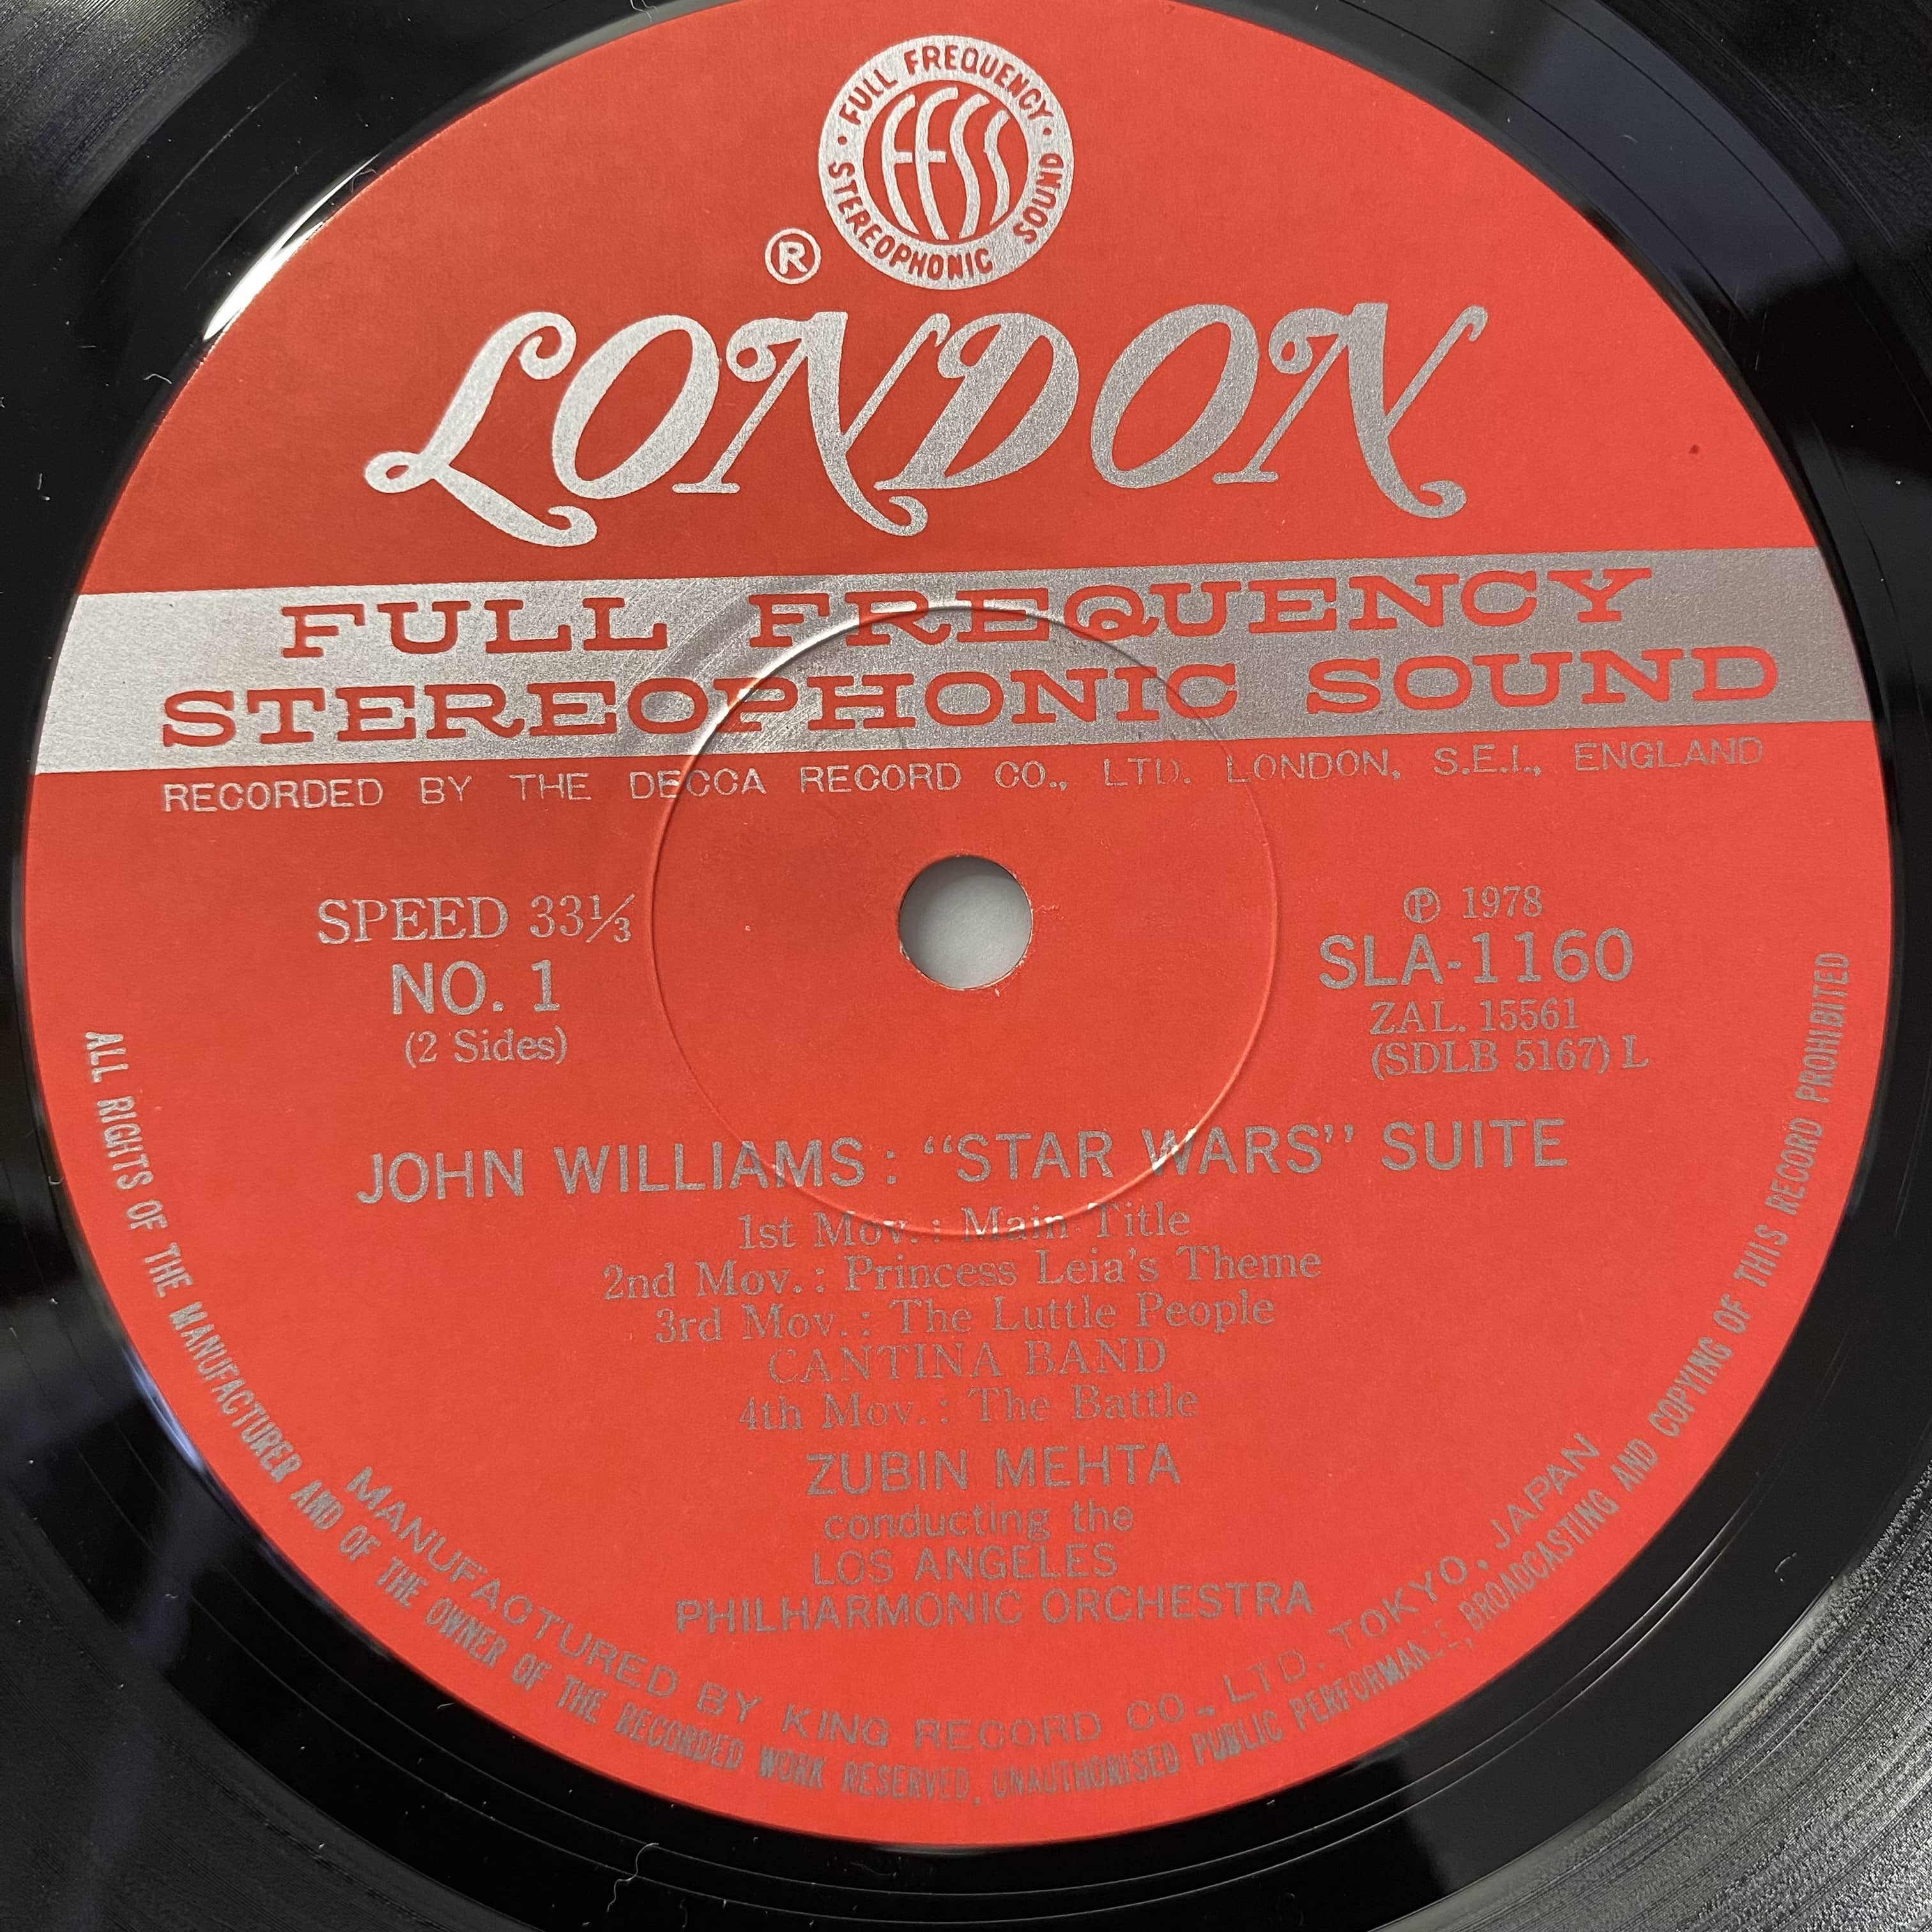 FULL FREQUENCY
ffss
STEREOPHONIC SOUND
®
LONDON
FULL FREQUENCY
STEREOPHONIC SOUND
RECORDED BY THE DECCA RECORD CO., LTD. LONDON, S.E.I., ENGLAND
SPEED 33⅓
NO. 1
(2 Sides)
℗ 1978
SLA-1160
ZAL. 15561
(SDLB 5167) L
JOHN WILLIAMS : “STAR WARS” SUITE
1st Mov. : Main Title
2nd Mov. : Princess Leia's Theme
3rd Mov. : The Luttle People
CANTINA BAND
4th Mov. : The Battle
ZUBIN MEHTA
conducting the
LOS ANGELES
PHILHARMONIC ORCHESTRA
MANUFACTURED BY KING RECORD CO., LTD. TOKYO, JAPAN
ALL RIGHTS OF THE MANUFACTURER AND OF THE OWNER OF THE RECORDED WORK RESERVED. UNAUTHORISED PUBLIC PERFORMANCE, BROADCASTING AND COPYING OF THIS RECORD PROHIBITED